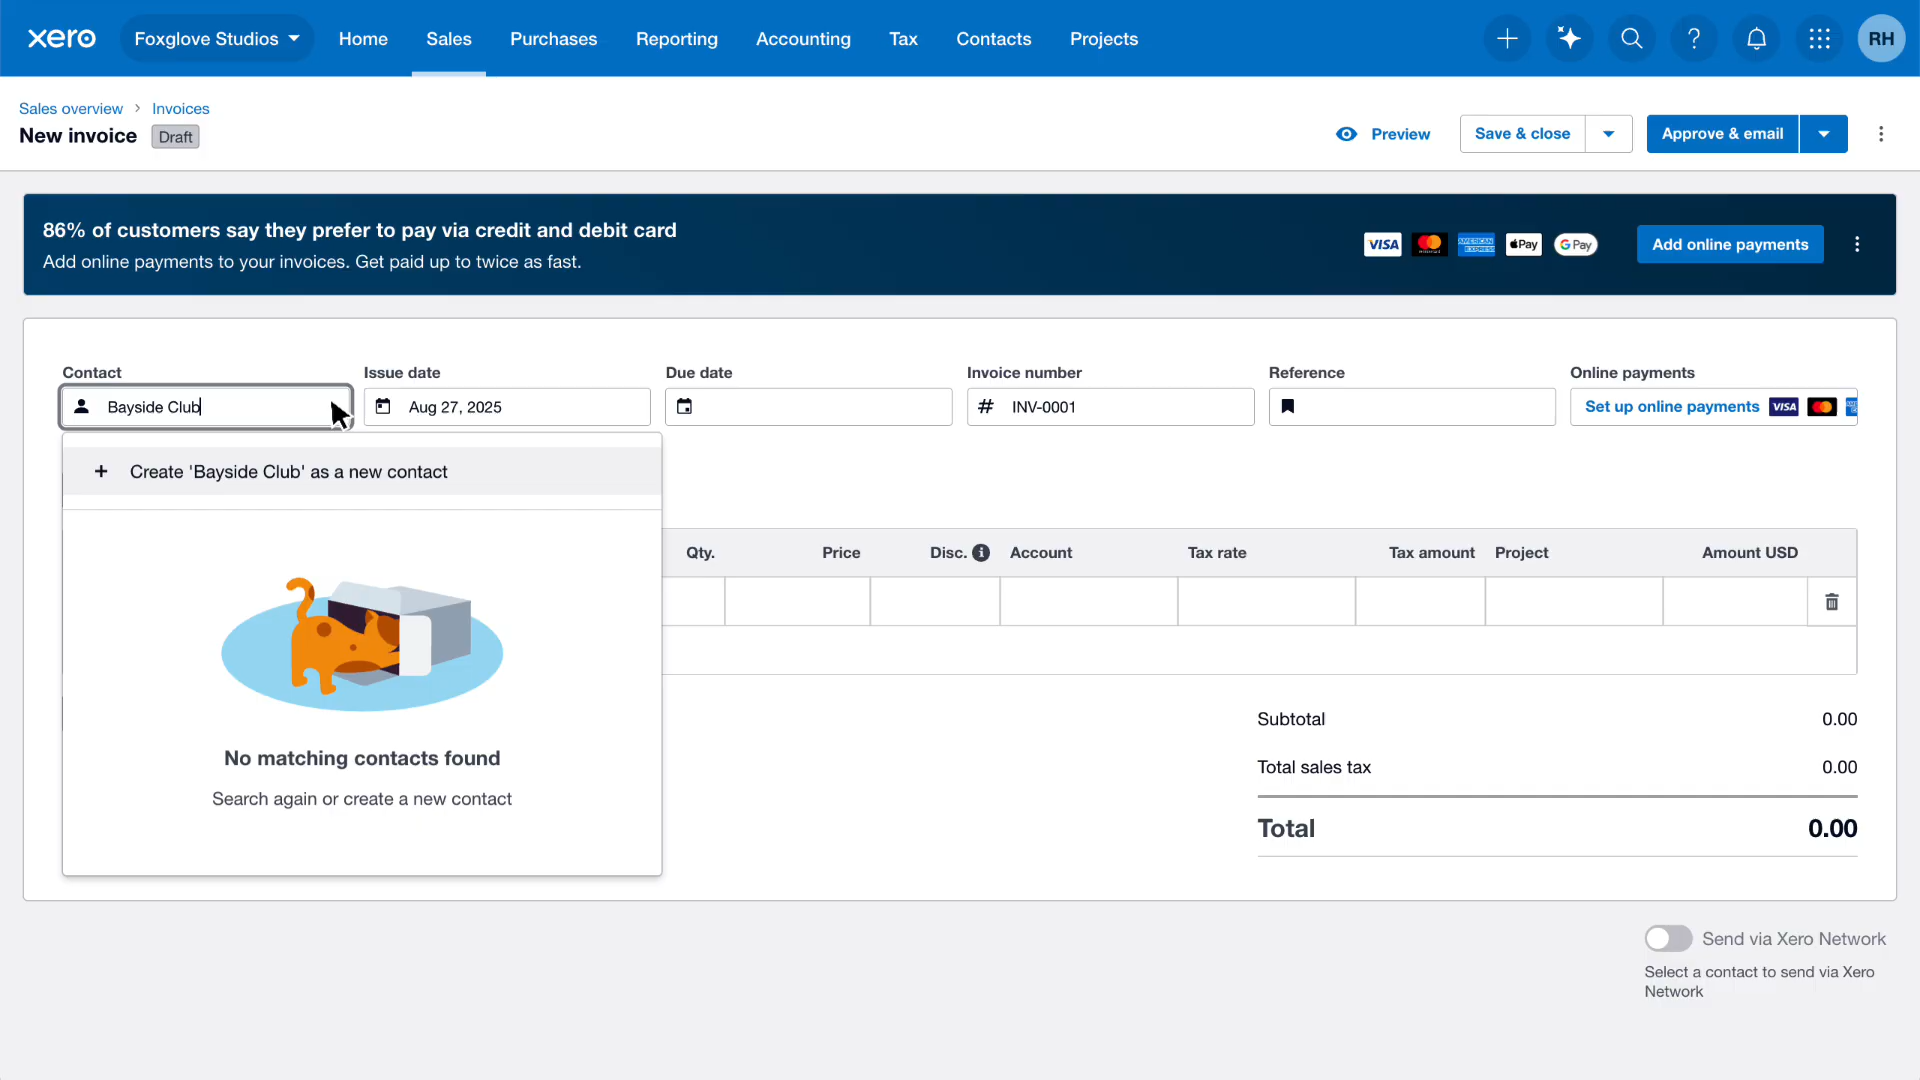 xero
Foxglove Studios
Home
Sales
Purchases
Reporting
Accounting
Tax
Contacts
Projects
RH
Sales overview > Invoices
New invoice Draft
Preview
Save & close
Approve & email
86% of customers say they prefer to pay via credit and debit card
Add online payments to your invoices. Get paid up to twice as fast.
VISA
AMERICAN EXPRESS
Pay
G Pay
Add online payments
Contact
Issue date
Due date
Invoice number
Reference
Online payments
Bayside Club
Aug 27, 2025
# INV-0001
Set up online payments VISA
+ Create 'Bayside Club' as a new contact
Qty.
Price
Disc.
Account
Tax rate
Tax amount
Project
Amount USD
No matching contacts found
Search again or create a new contact
Subtotal 0.00
Total sales tax 0.00
Total 0.00
Send via Xero Network
Select a contact to send via Xero
Network